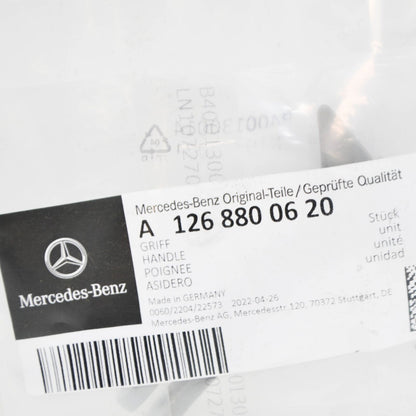 Mercedes-Benz Original-Teile / Geprüfte Qualität
A 126 880 06 20
GRIFF
HANDLE
POIGNEE
ASIDERO
Stück
unit
unité
unidad
Made in GERMANY
0060/2204/22573 2022-04-26
Mercedes-Benz AG, Mercedesstr. 120, 70372 Stuttgart, DE
Mercedes-Benz